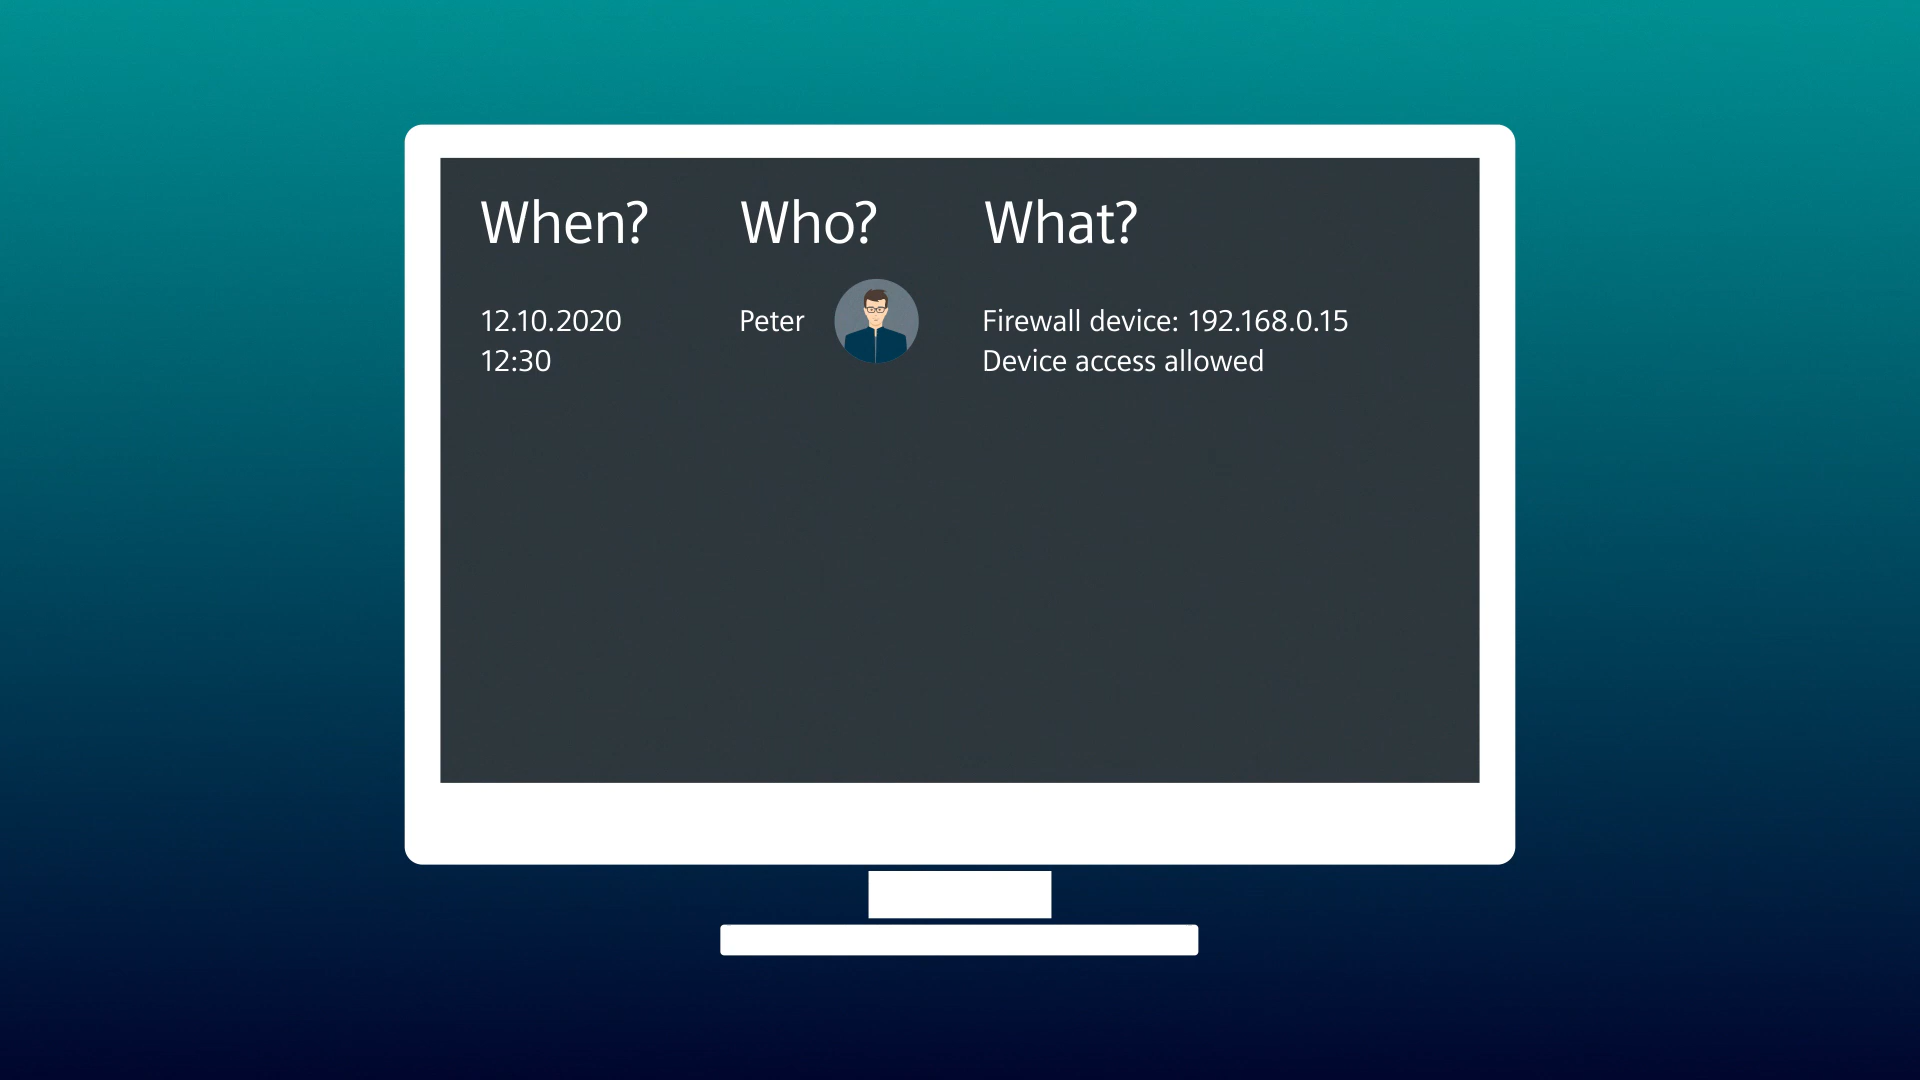 When? Who? What?
12.10.2020 Peter Firewall device: 192.168.0.15
12:30 Device access allowed